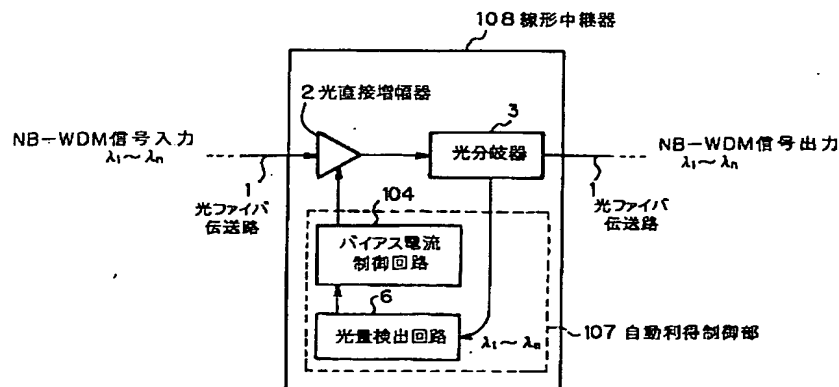 108 線形中継器
2 光直接増幅器
3
NB-WDM信号入力
λ1~λn
光分岐器
NB-WDM信号出力
λ1~λn
1
光ファイバ
伝送路
1
光ファイバ
伝送路
104
バイアス電流
制御回路
6
光量検出回路
λ1~λn
107 自動利得制御部